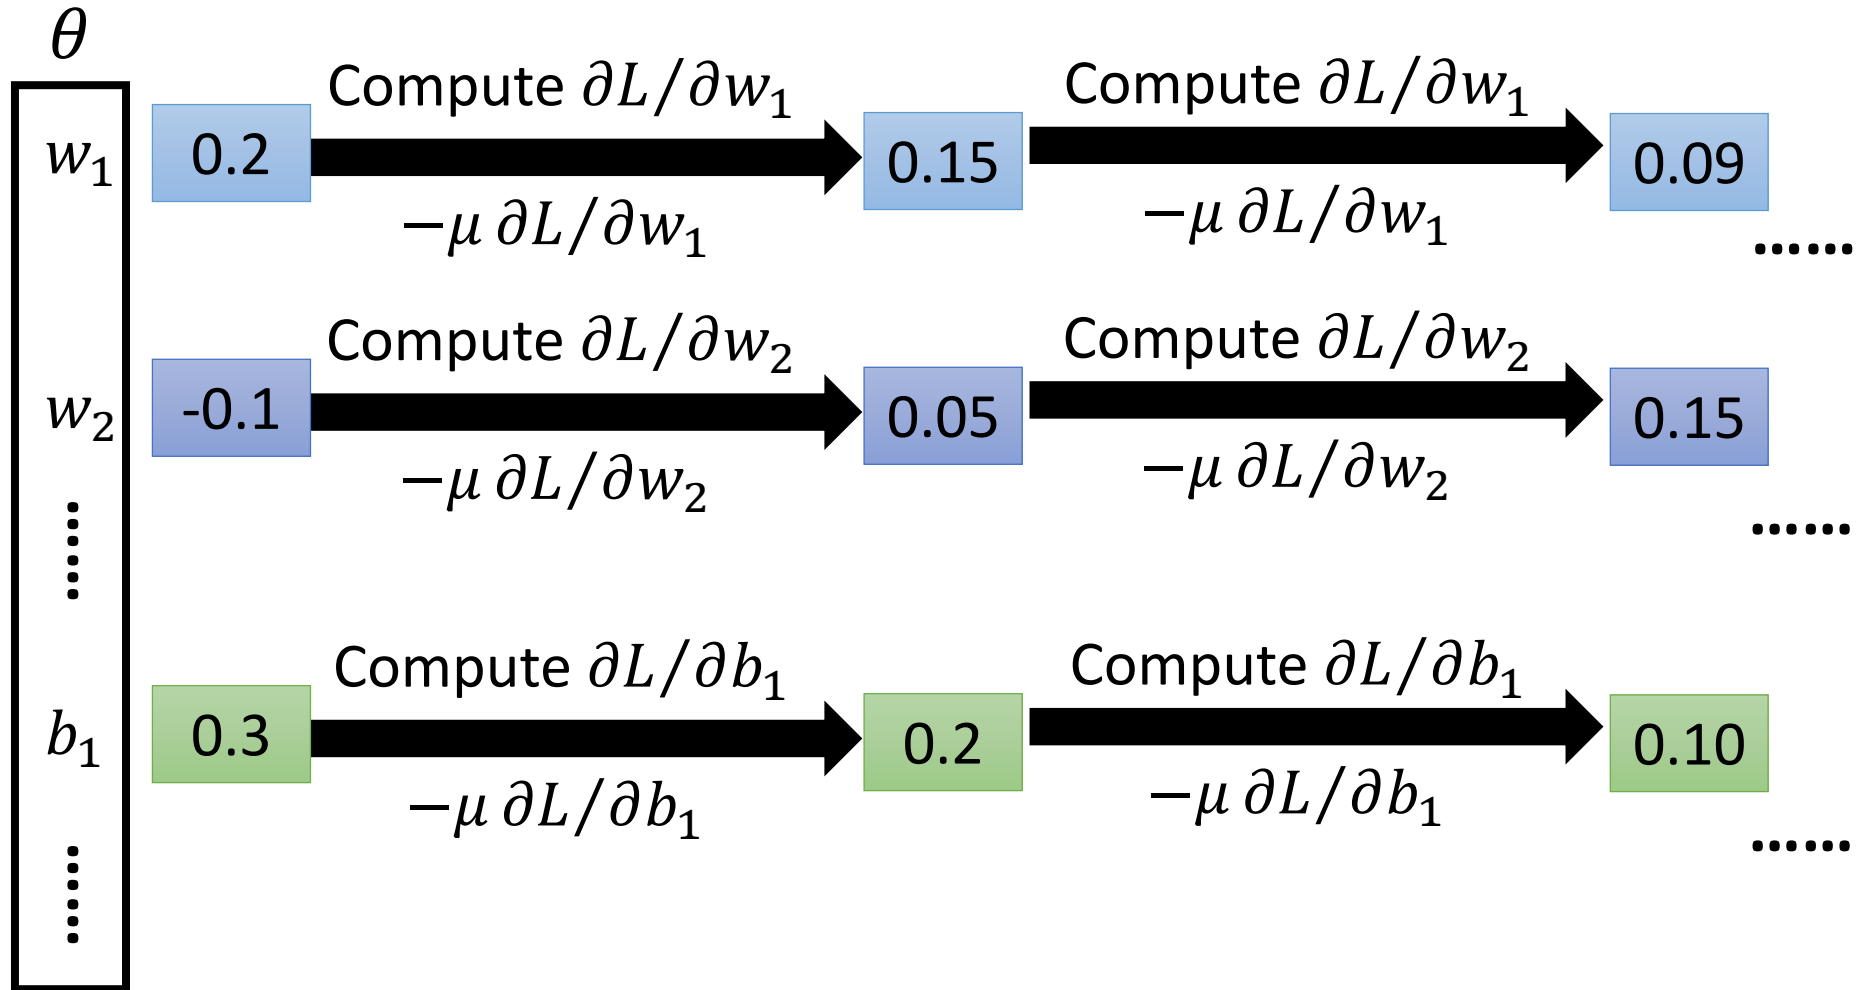 θ
Compute ∂L/∂w₁ Compute ∂L/∂w₁
w₁ 0.2 0.15 0.09
−μ ∂L/∂w₁ −μ ∂L/∂w₁
……
Compute ∂L/∂w₂ Compute ∂L/∂w₂
w₂ -0.1 0.05 0.15
−μ ∂L/∂w₂ −μ ∂L/∂w₂
…… ……
Compute ∂L/∂b₁ Compute ∂L/∂b₁
b₁ 0.3 0.2 0.10
−μ ∂L/∂b₁ −μ ∂L/∂b₁
…… ……